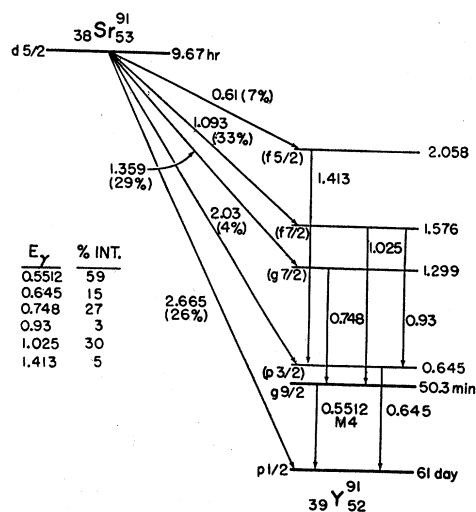 38Sr53 91
d 5/2
9.67 hr
0.61 (7%)
1.093
(33%)
(f 5/2)
2.058
1.359
(29%)
1.413
2.03
(4%)
(f 7/2)
1.576
1.025
(g 7/2)
1.299
Eγ % INT.
0.5512 59
0.645 15
0.748 27
0.93 3
1.025 30
1.413 5
2.665
(26%)
0.748
0.93
(p 3/2)
0.645
g 9/2
50.3 min
0.5512
M4
0.645
p 1/2
61 day
39Y52 91